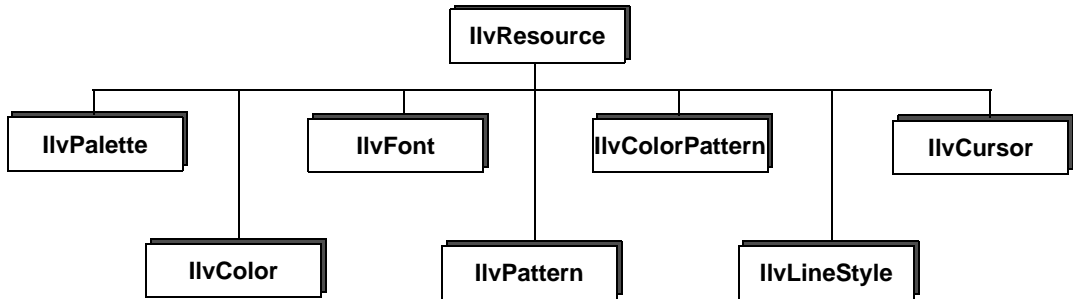 IlvResource
IlvPalette
IlvFont
IlvColorPattern
IlvCursor
IlvColor
IlvPattern
IlvLineStyle